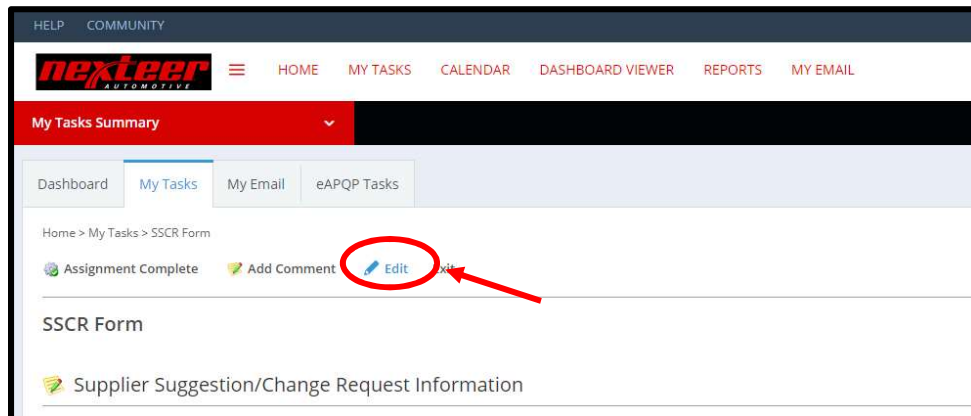 HELP COMMUNITY
nexteer
AUTOMOTIVE
HOME MY TASKS CALENDAR DASHBOARD VIEWER REPORTS MY EMAIL
My Tasks Summary
Dashboard My Tasks My Email eAPQP Tasks
Home > My Tasks > SSCR Form
Assignment Complete Add Comment Edit Exit
SSCR Form
Supplier Suggestion/Change Request Information